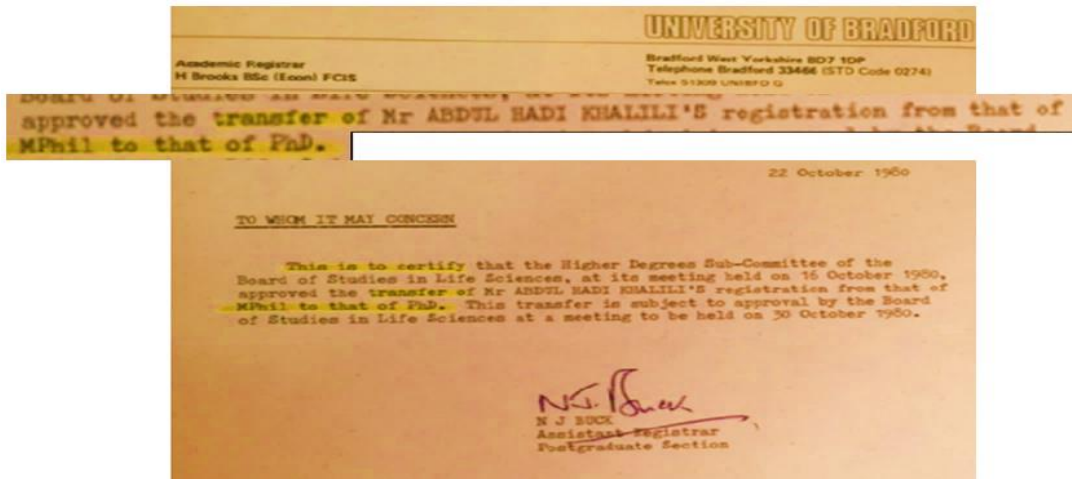 UNIVERSITY OF BRADFORD
Academic Registrar
H Brooks BSc (Econ) FCIS
Bradford West Yorkshire BD7 1DP
Telephone Bradford 33466 (STD Code 0274)
Telex 51309 UNIBFD G
approved the transfer of Mr ABDUL HADI KHALILI'S registration from that of
MPhil to that of PhD.
22 October 1980
TO WHOM IT MAY CONCERN
This is to certify that the Higher Degrees Sub-Committee of the
Board of Studies in Life Sciences, at its meeting held on 16 October 1980,
approved the transfer of Mr ABDUL HADI KHALILI'S registration from that of
MPhil to that of PhD. This transfer is subject to approval by the Board
of Studies in Life Sciences at a meeting to be held on 30 October 1980.
N.J. Buck
N J BUCK
Assistant Registrar
Postgraduate Section